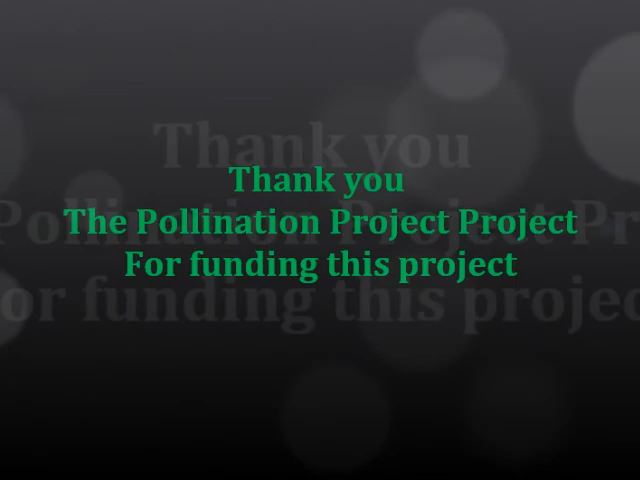 Thank you
The Pollination Project Project
For funding this project